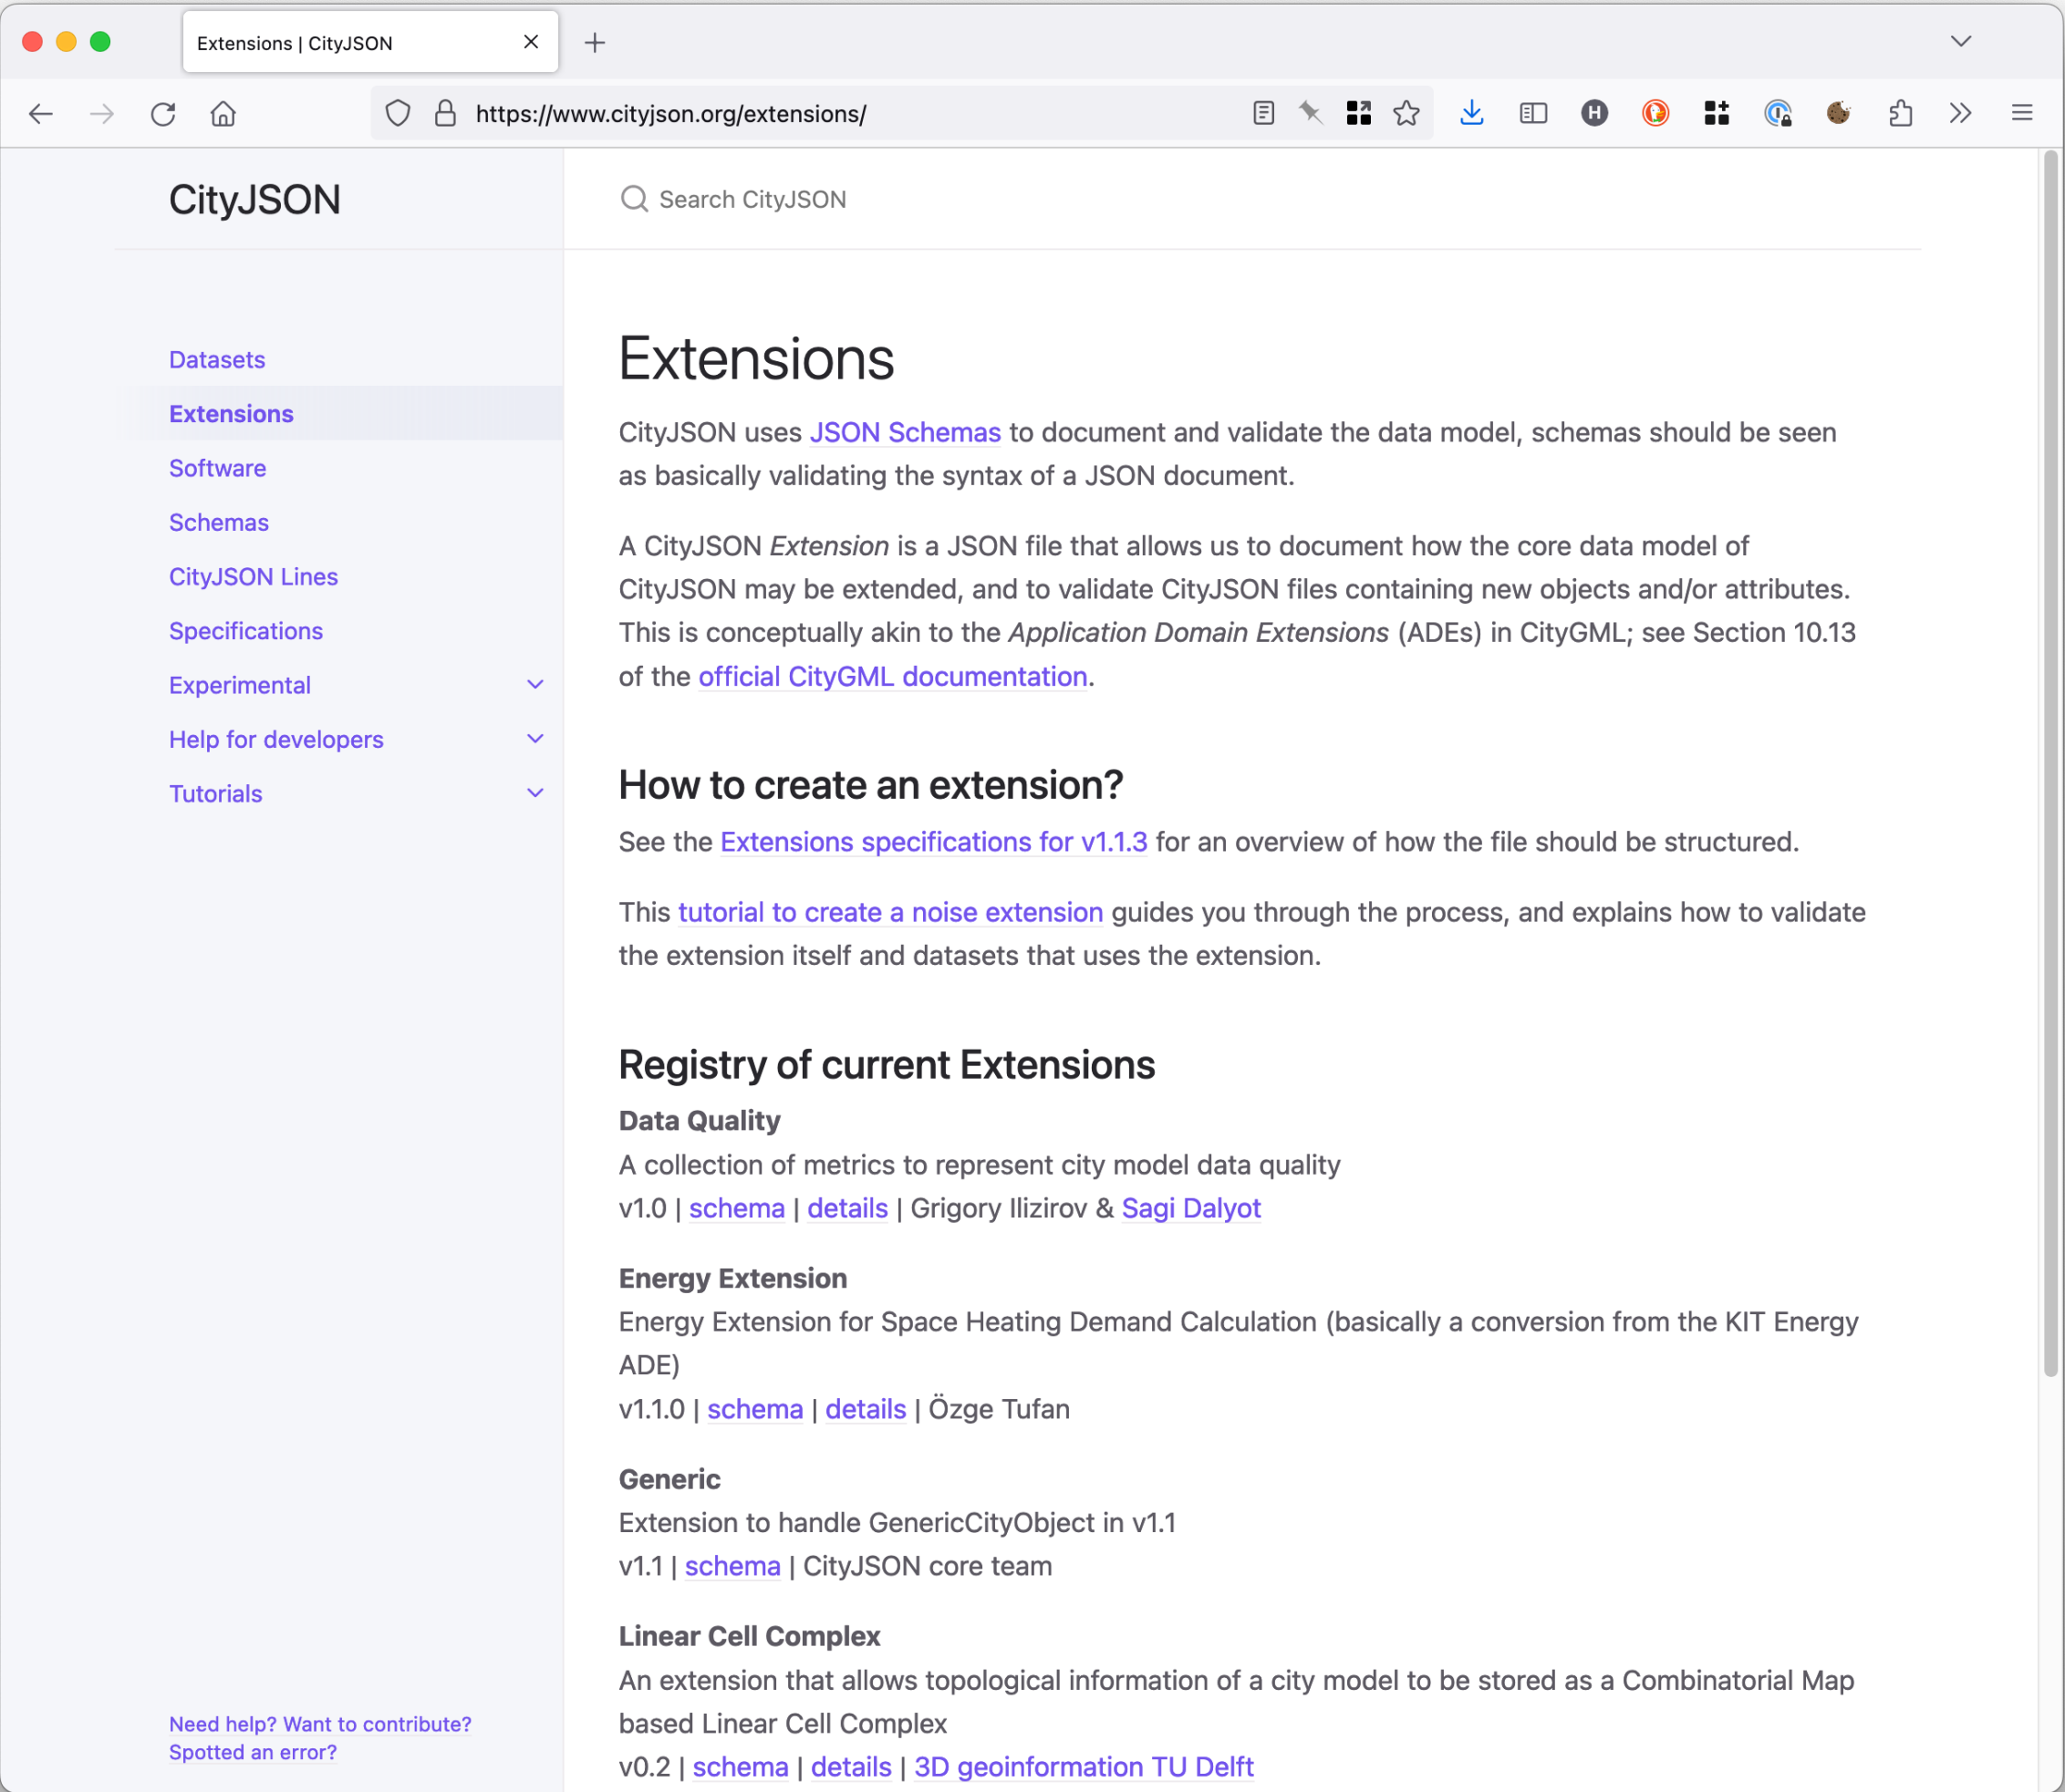 Extensions | CityJSON
https://www.cityjson.org/extensions/
H
CityJSON
Search CityJSON
Datasets
Extensions
Software
Schemas
CityJSON Lines
Specifications
Experimental
Help for developers
Tutorials
Need help? Want to contribute?
Spotted an error?
Extensions
CityJSON uses JSON Schemas to document and validate the data model, schemas should be seen
as basically validating the syntax of a JSON document.
A CityJSON Extension is a JSON file that allows us to document how the core data model of
CityJSON may be extended, and to validate CityJSON files containing new objects and/or attributes.
This is conceptually akin to the Application Domain Extensions (ADEs) in CityGML; see Section 10.13
of the official CityGML documentation.
How to create an extension?
See the Extensions specifications for v1.1.3 for an overview of how the file should be structured.
This tutorial to create a noise extension guides you through the process, and explains how to validate
the extension itself and datasets that uses the extension.
Registry of current Extensions
Data Quality
A collection of metrics to represent city model data quality
v1.0 | schema | details | Grigory Ilizirov & Sagi Dalyot
Energy Extension
Energy Extension for Space Heating Demand Calculation (basically a conversion from the KIT Energy
ADE)
v1.1.0 | schema | details | Özge Tufan
Generic
Extension to handle GenericCityObject in v1.1
v1.1 | schema | CityJSON core team
Linear Cell Complex
An extension that allows topological information of a city model to be stored as a Combinatorial Map
based Linear Cell Complex
v0.2 | schema | details | 3D geoinformation TU Delft